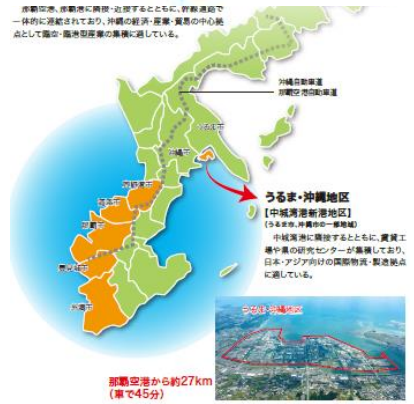 那覇空港、那覇港に隣接・近接するとともに、幹線道路で
一体的に連結されており、沖縄の経済・産業・貿易の中心拠
点として臨空・臨港型産業の集積に適している。
沖縄自動車道
那覇空港自動車道
うるま市
沖縄市
宜野湾市
浦添市
那覇市
豊見城市
糸満市
うるま・沖縄地区
【中城湾港新港地区】
(うるま市、沖縄市の一部地域)
中城湾港に隣接するとともに、賃貸工
場や県の研究センターが集積しており、
日本・アジア向けの国際物流・製造拠点
に適している。
うるま・沖縄地区
那覇空港から約27km
(車で45分)